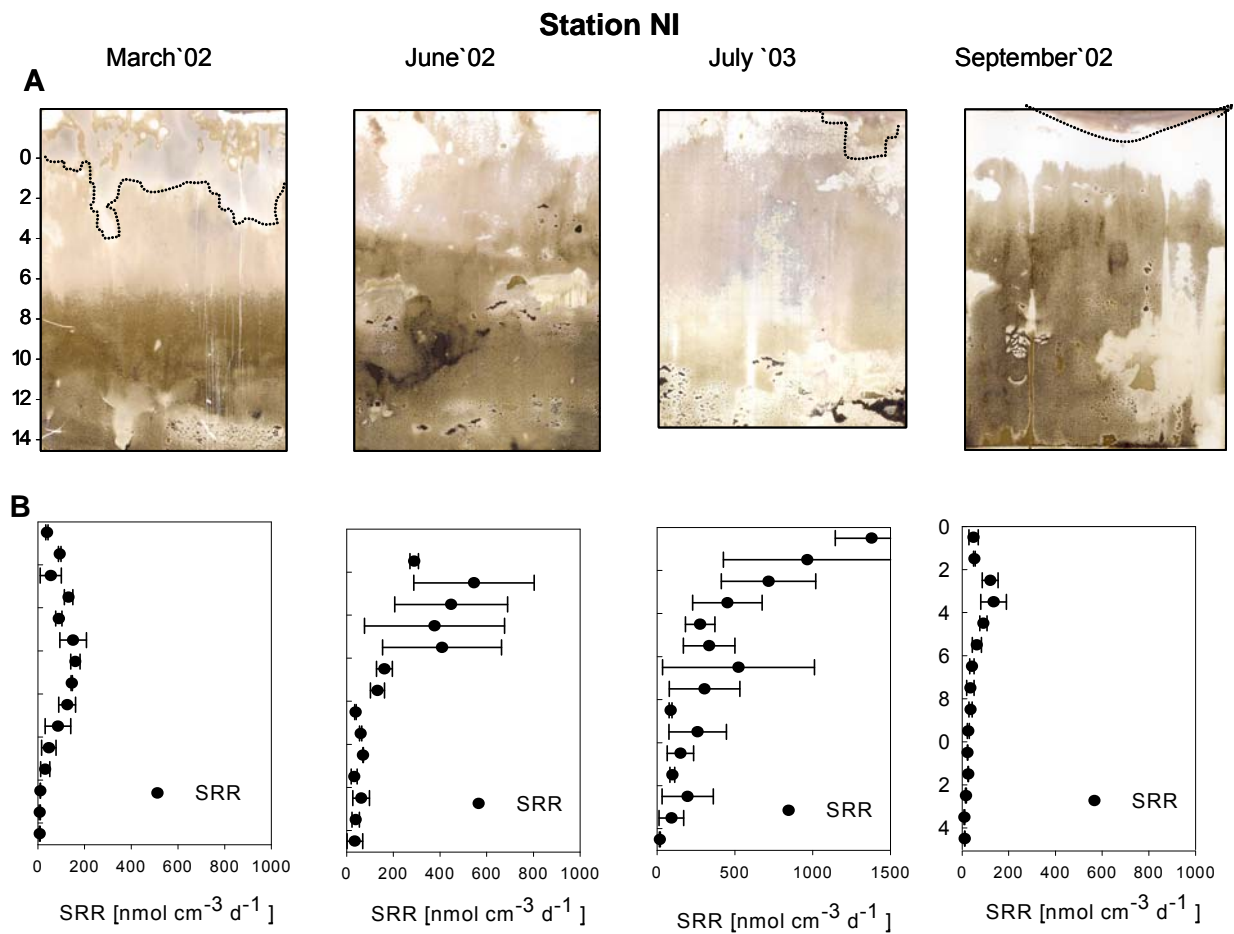 Station NI
March`02 June`02 July `03 September`02
A
0
2
4
6
8
10
12
14
B
0
2
4
6
8
0
2
4
SRR SRR SRR SRR
0 200 400 600 800 1000 0 200 400 600 800 1000 0 500 1000 1500 0 200 400 600 800 1000
SRR [nmol cm⁻³ d⁻¹ ] SRR [nmol cm⁻³ d⁻¹ ] SRR [nmol cm⁻³ d⁻¹ ] SRR [nmol cm⁻³ d⁻¹ ]